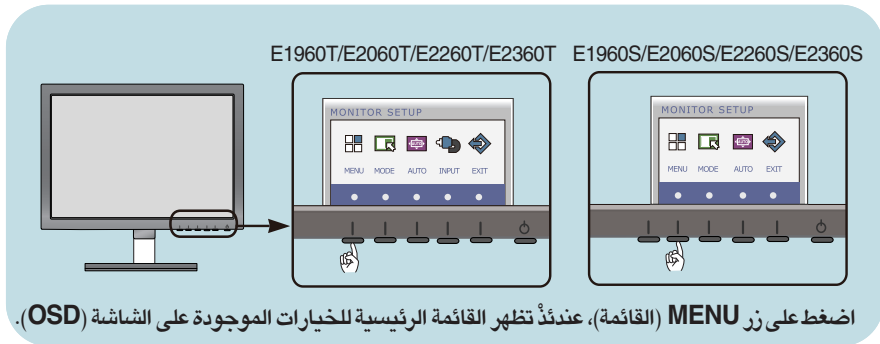 E1960T/E2060T/E2260T/E2360T E1960S/E2060S/E2260S/E2360S
MONITOR SETUP
MENU MODE AUTO INPUT EXIT
MONITOR SETUP
MENU MODE AUTO EXIT
اضغط على زر MENU (القائمة)، عندئذْ تظهر القائمة الرئيسية للخيارات الموجودة على الشاشة (OSD).